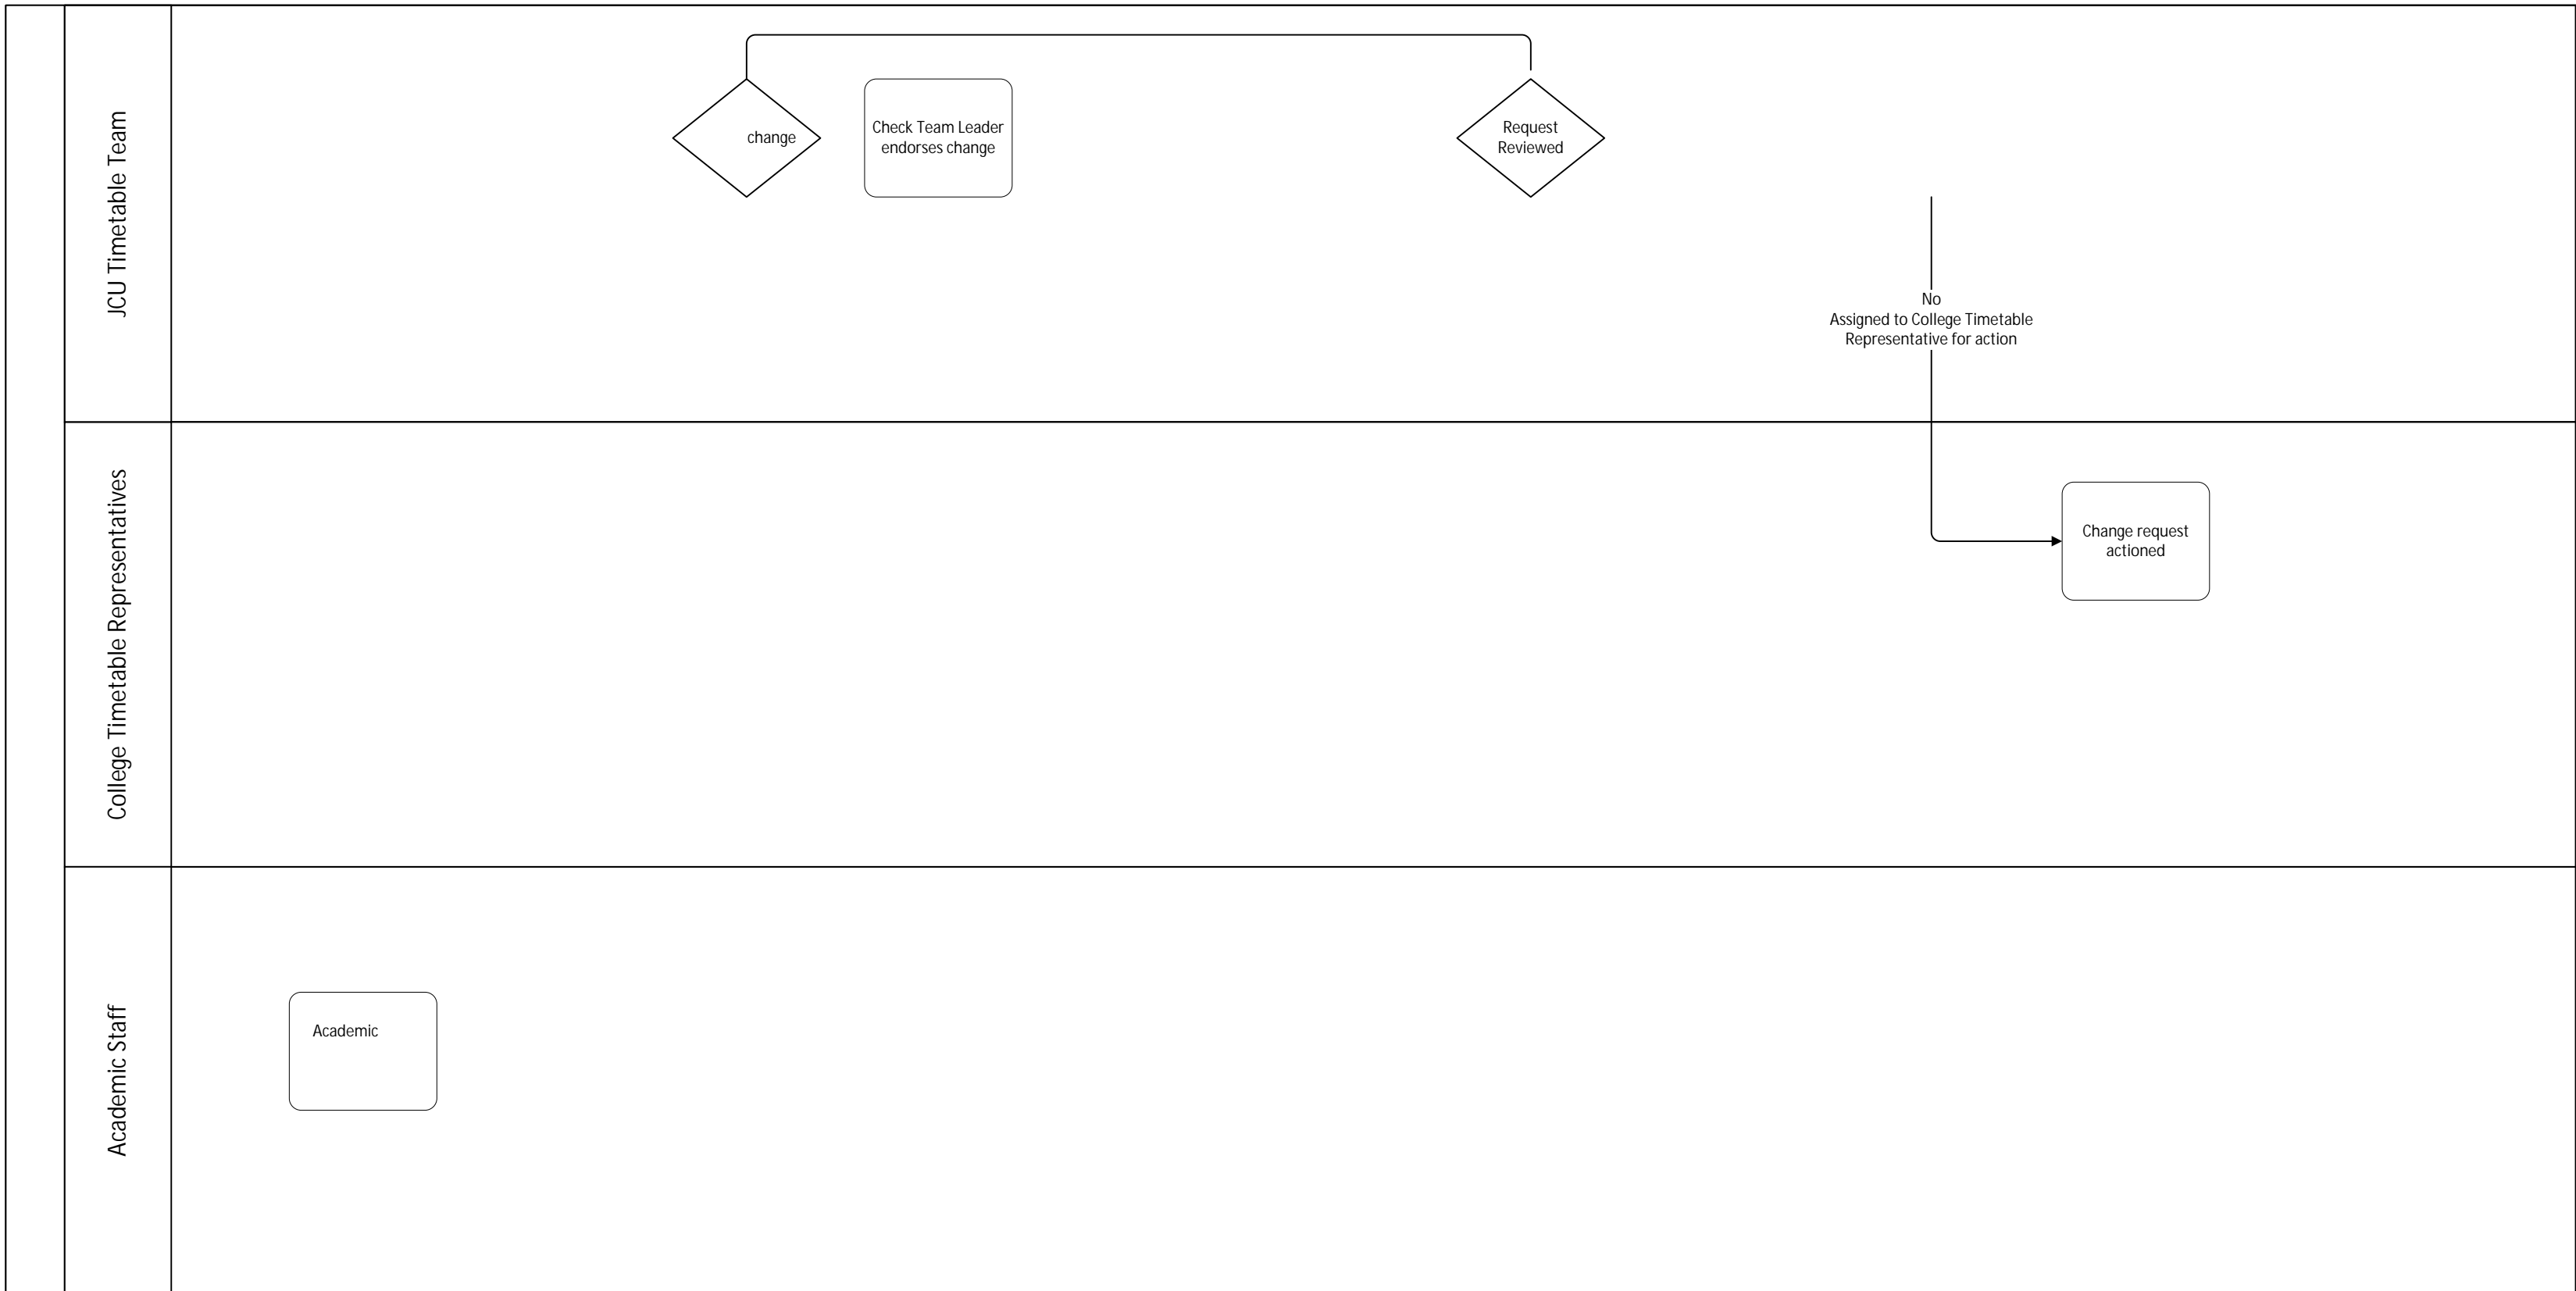 JCU Timetable Team
change
Check Team Leader
endorses change
Request
Reviewed
No
Assigned to College Timetable
Representative for action
College Timetable Representatives
Change request
actioned
Academic Staff
Academic